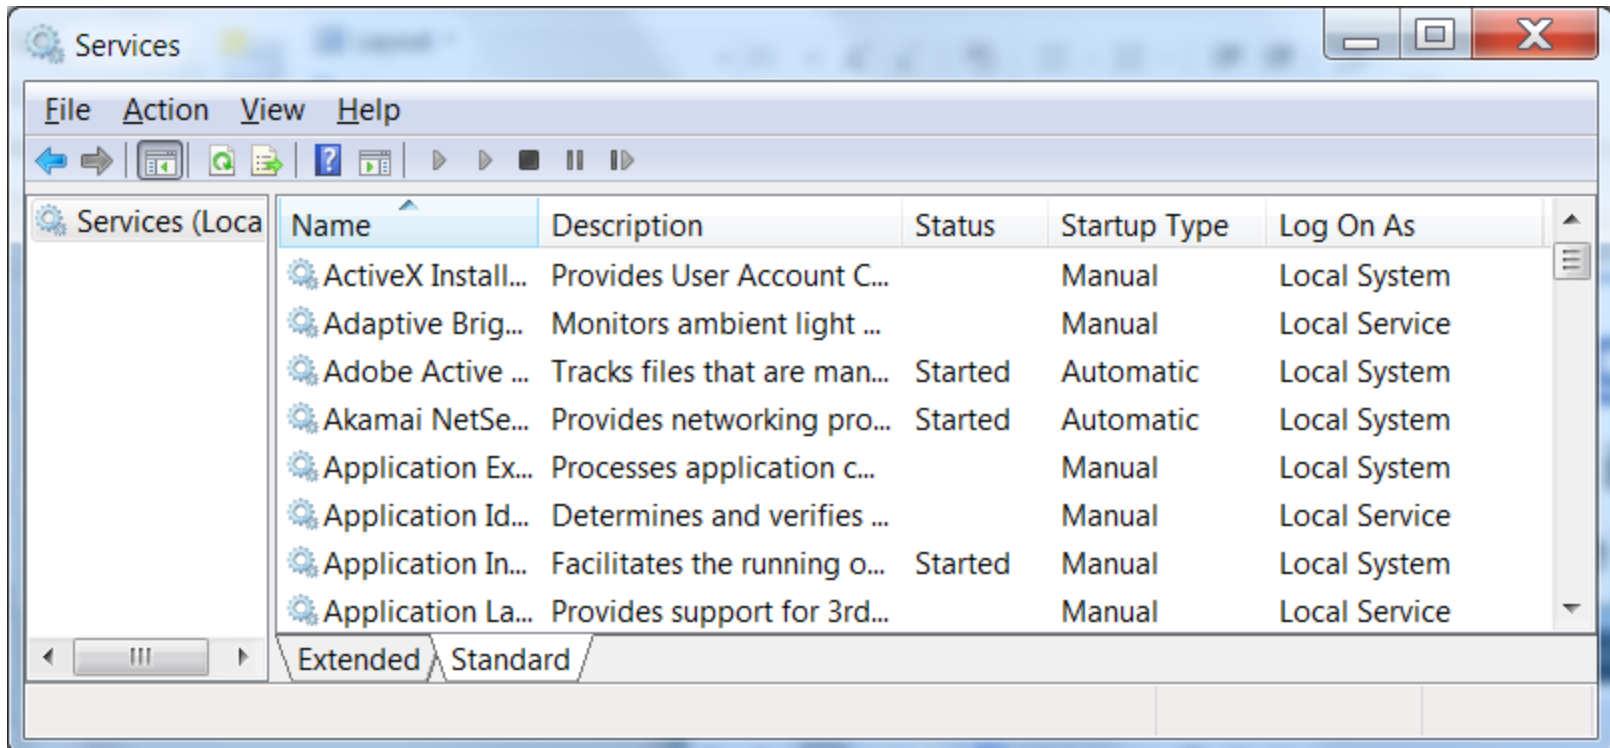 Services
File Action View Help
Services (Loca
Name Description Status Startup Type Log On As
ActiveX Install... Provides User Account C... Manual Local System
Adaptive Brig... Monitors ambient light ... Manual Local Service
Adobe Active ... Tracks files that are man... Started Automatic Local System
Akamai NetSe... Provides networking pro... Started Automatic Local System
Application Ex... Processes application c... Manual Local System
Application Id... Determines and verifies ... Manual Local Service
Application In... Facilitates the running o... Started Manual Local System
Application La... Provides support for 3rd... Manual Local Service
Extended Standard